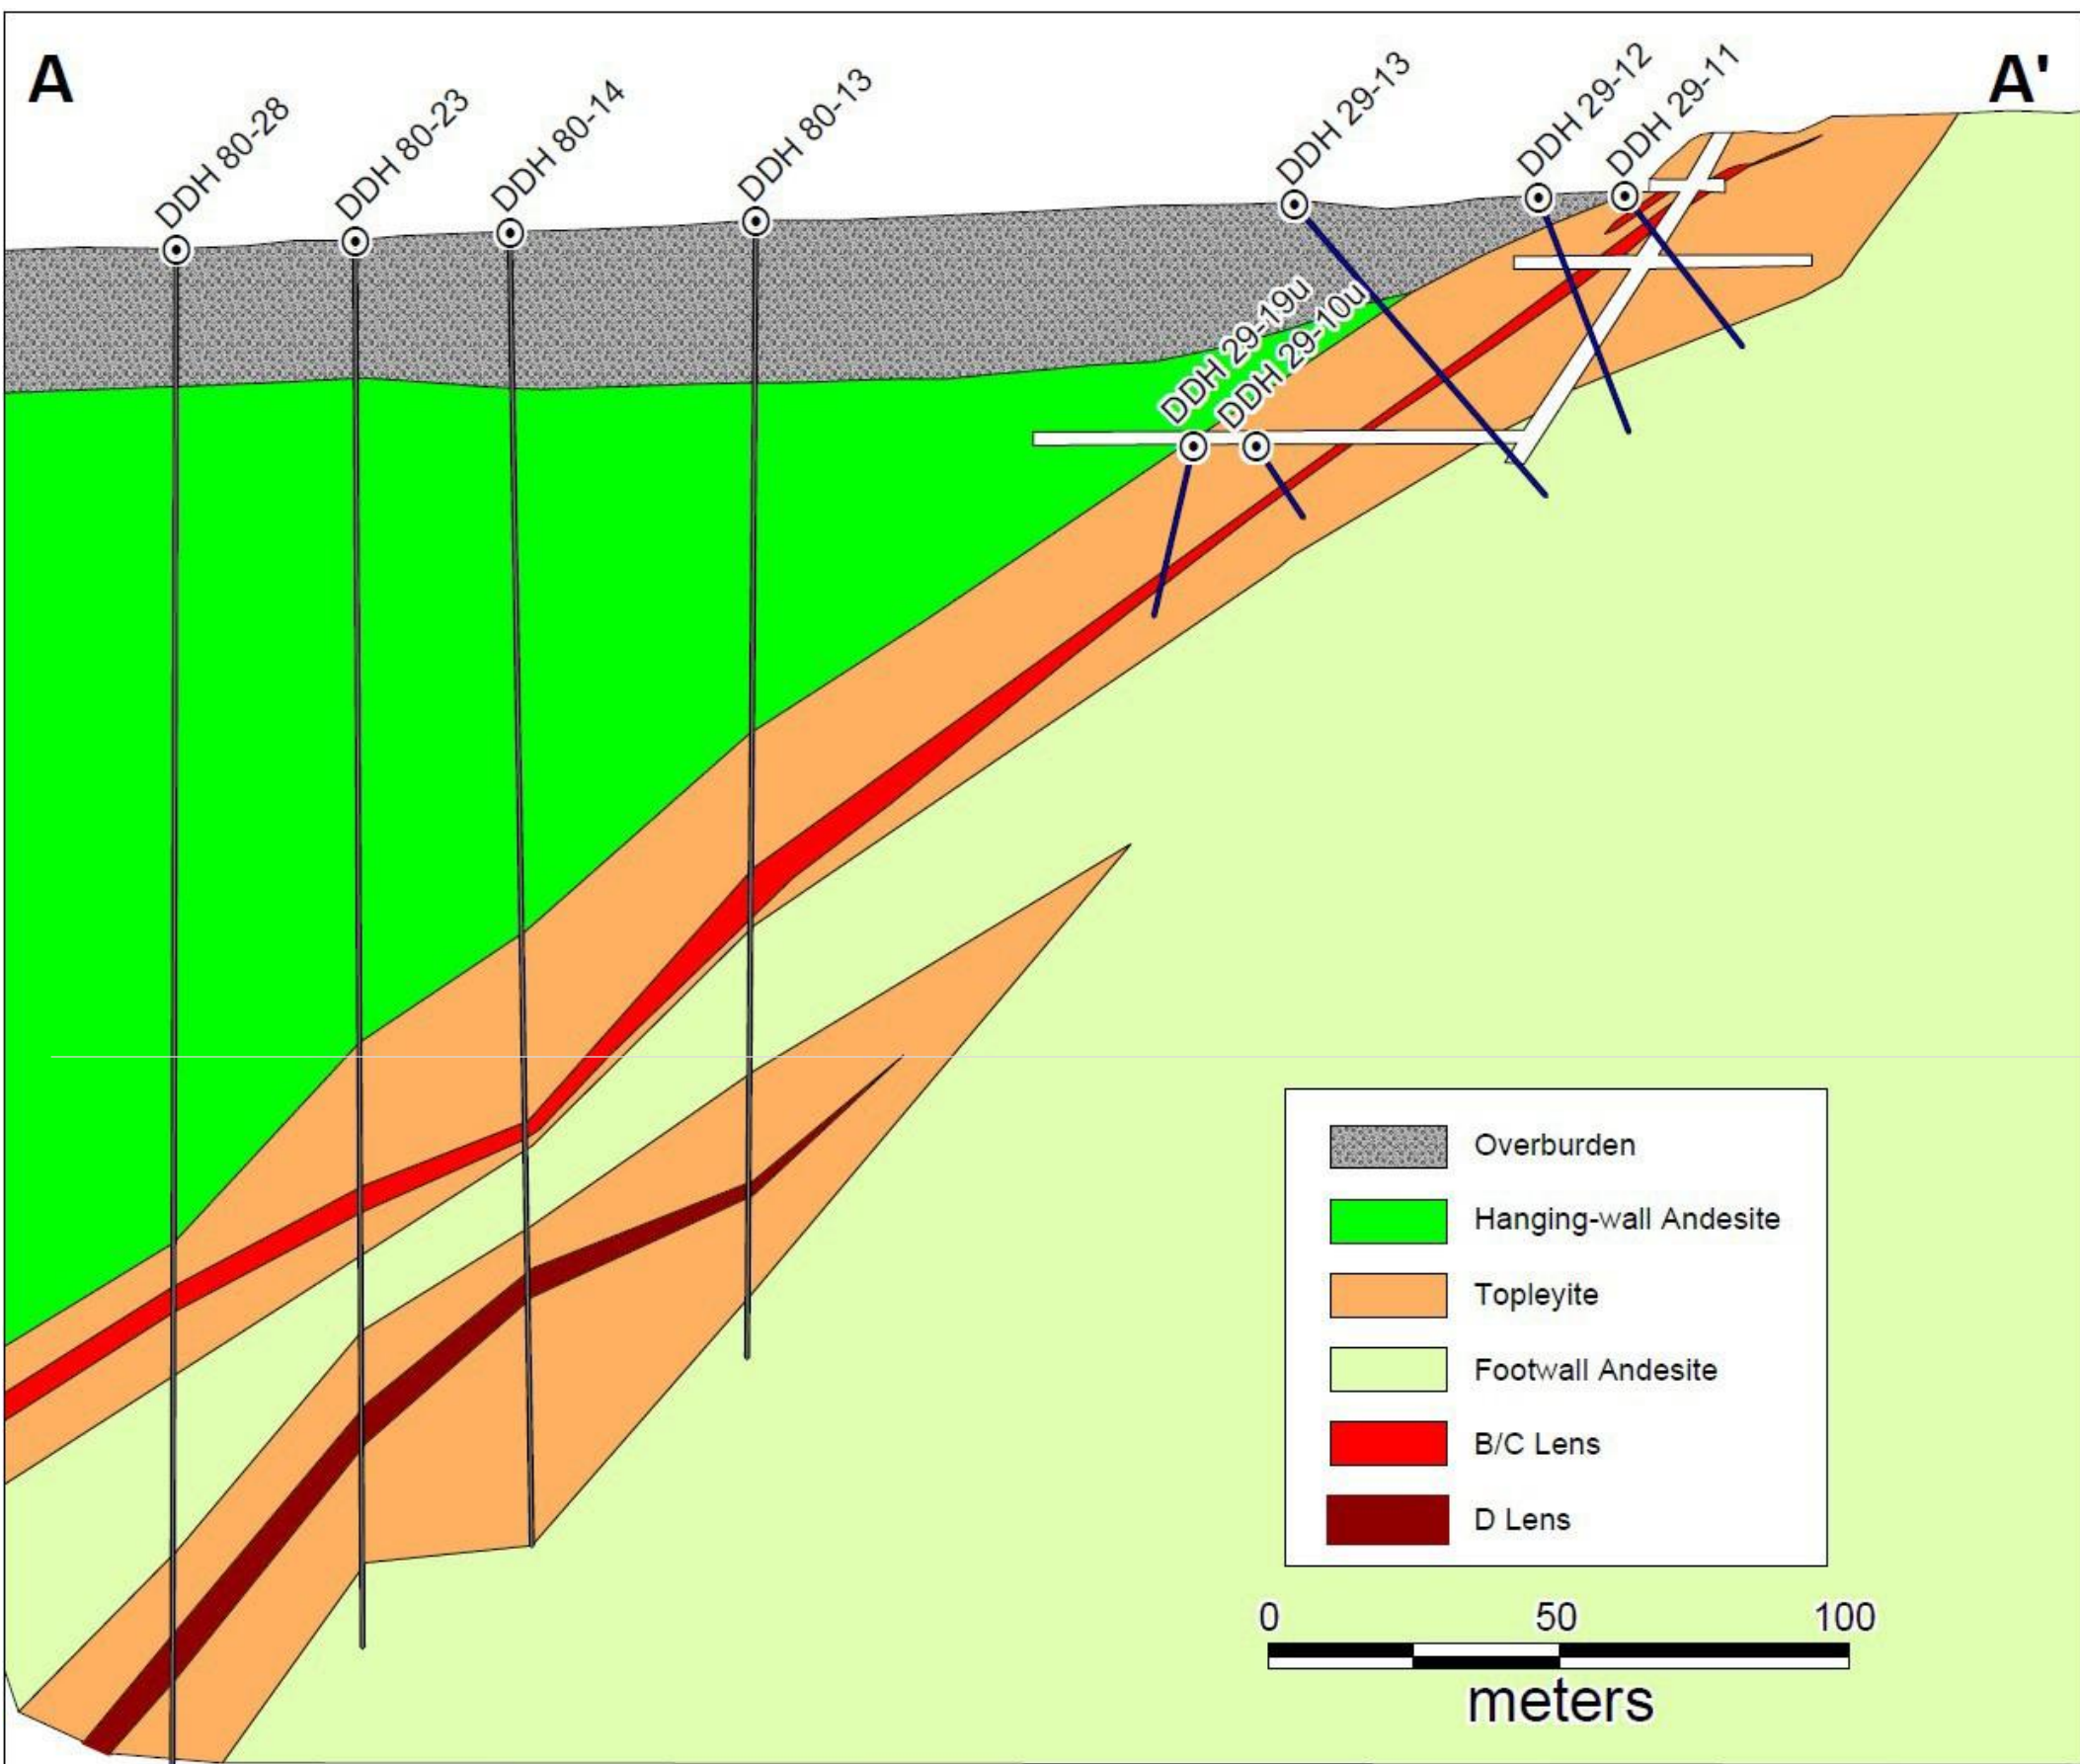 A
A'
DDH 80-28
DDH 80-23
DDH 80-14
DDH 80-13
DDH 29-13
DDH 29-12
DDH 29-11
DDH 29-19u
DDH 29-10u
Overburden
Hanging-wall Andesite
Topleyite
Footwall Andesite
B/C Lens
D Lens
0 50 100
meters